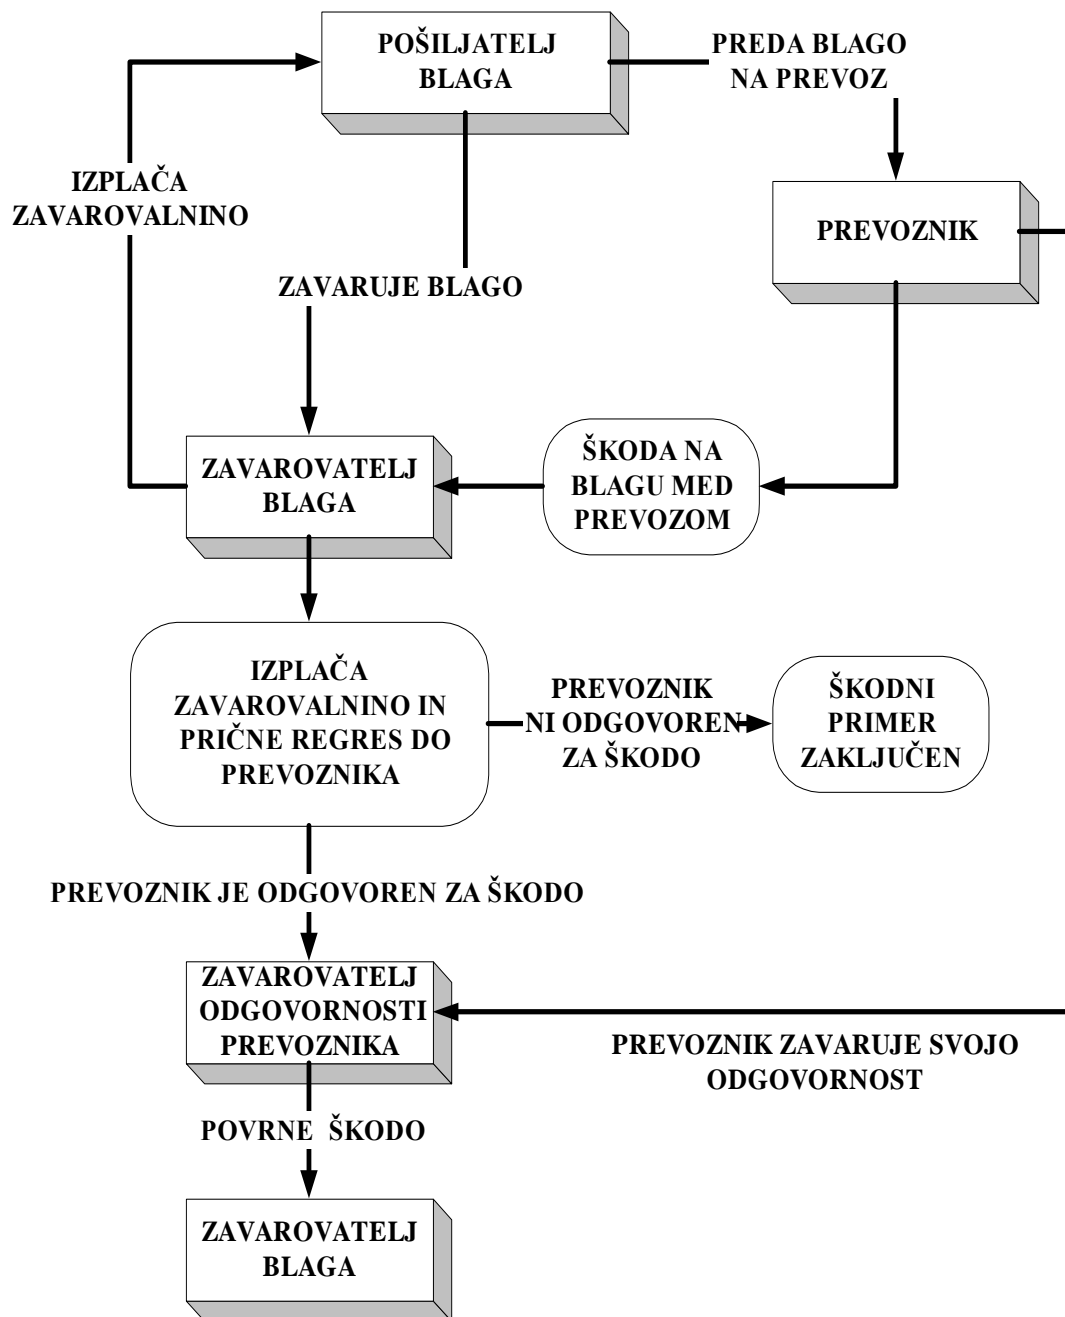 POŠILJATELJ
BLAGA
PREDA BLAGO
NA PREVOZ
IZPLAČA
ZAVAROVALNINO
PREVOZNIK
ZAVARUJE BLAGO
ZAVAROVATELJ
BLAGA
ŠKODA NA
BLAGU MED
PREVOZOM
IZPLAČA
ZAVAROVALNINO IN
PRIČNE REGRES DO
PREVOZNIKA
PREVOZNIK
NI ODGOVOREN
ZA ŠKODO
ŠKODNI
PRIMER
ZAKLJUČEN
PREVOZNIK JE ODGOVOREN ZA ŠKODO
ZAVAROVATELJ
ODGOVORNOSTI
PREVOZNIKA
PREVOZNIK ZAVARUJE SVOJO
ODGOVORNOST
POVRNE ŠKODO
ZAVAROVATELJ
BLAGA